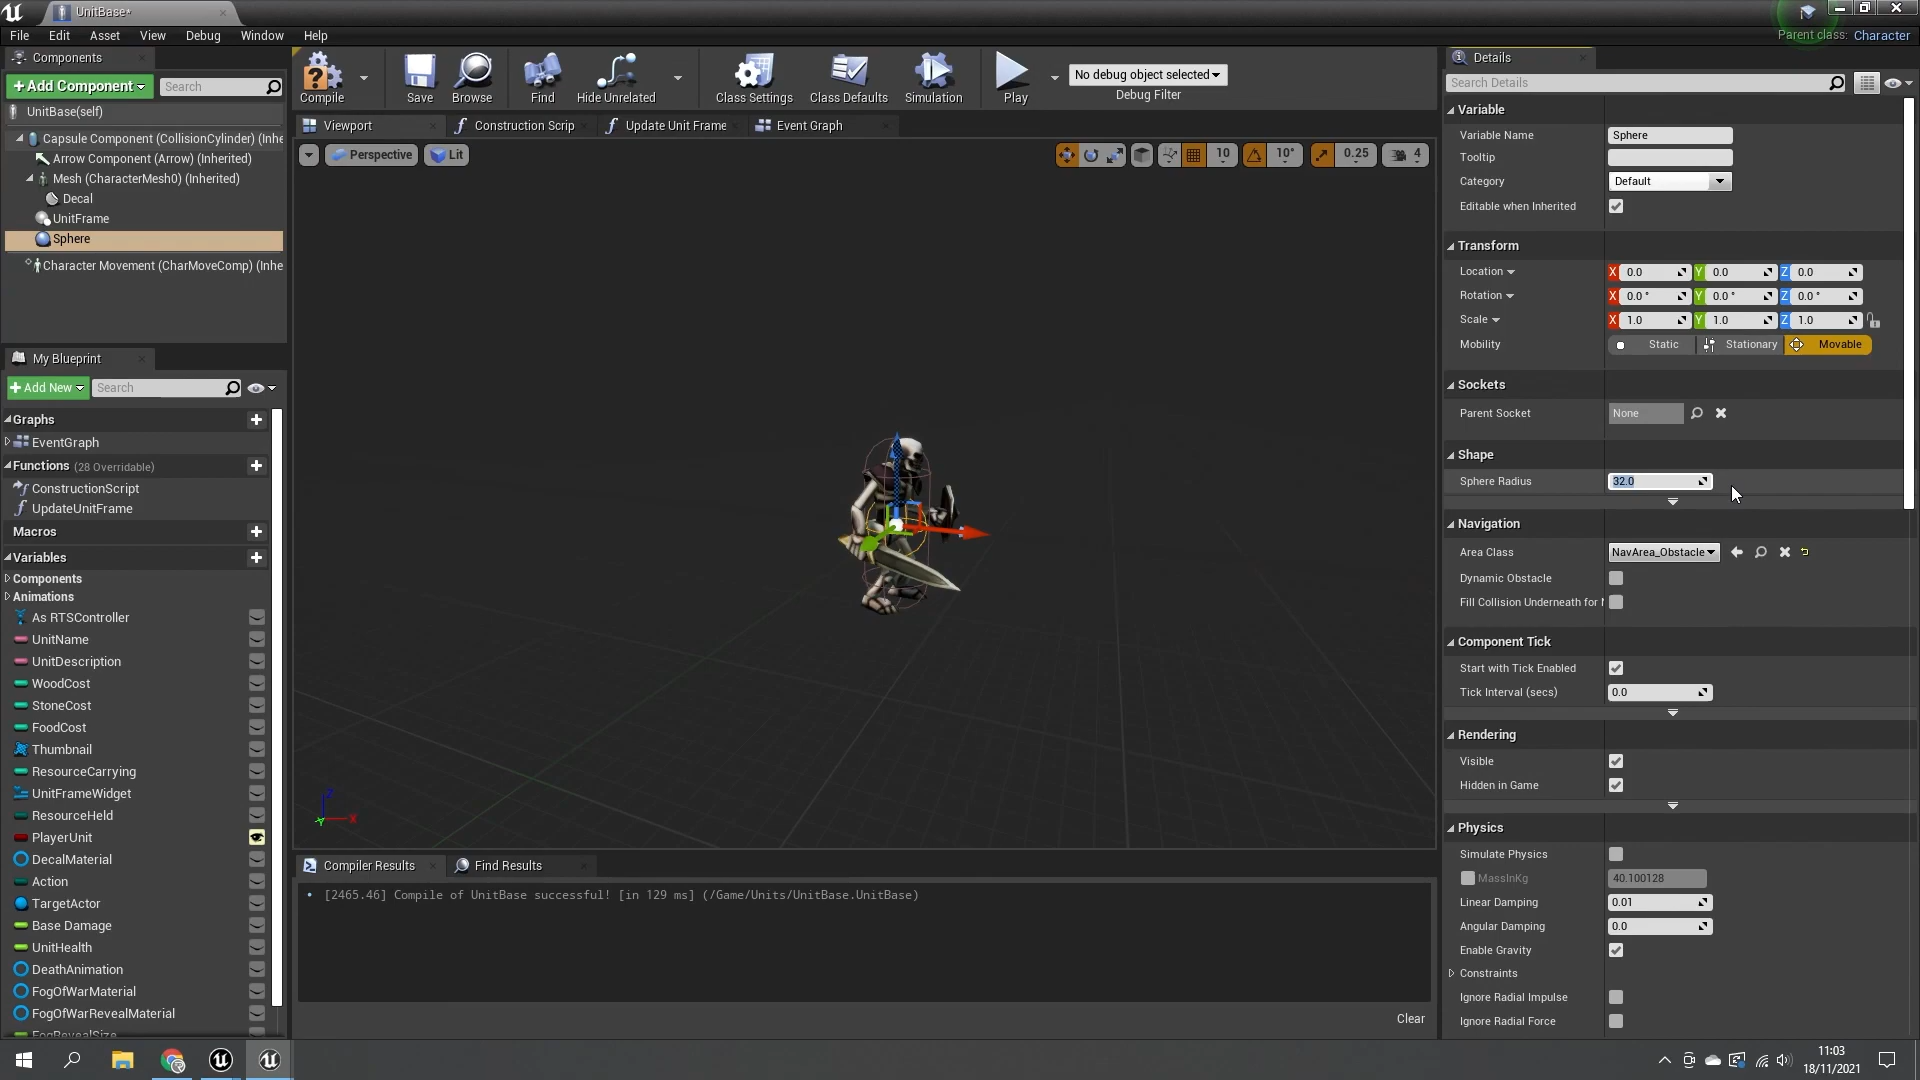 UnitBase*
File Edit Asset View Debug Window Help
Parent class: Character
Components
+ Add Component
Search
UnitBase(self)
Capsule Component (CollisionCylinder) (Inhe
Arrow Component (Arrow) (Inherited)
Mesh (CharacterMesh0) (Inherited)
Decal
UnitFrame
Sphere
Character Movement (CharMoveComp) (Inhe
My Blueprint
+ Add New
Search
Graphs
EventGraph
Functions (28 Overridable)
ConstructionScript
UpdateUnitFrame
Macros
Variables
Components
Animations
As RTSController
UnitName
UnitDescription
WoodCost
StoneCost
FoodCost
Thumbnail
ResourceCarrying
UnitFrameWidget
ResourceHeld
PlayerUnit
DecalMaterial
Action
TargetActor
Base Damage
UnitHealth
DeathAnimation
FogOfWarMaterial
FogOfWarRevealMaterial
FogRevealSize
Compile Save Browse Find Hide Unrelated Class Settings Class Defaults Simulation Play
No debug object selected
Debug Filter
Viewport Construction Scrip Update Unit Frame Event Graph
Perspective Lit
10 10° 0.25 4
Z
X
Y
Compiler Results Find Results
[2465.46] Compile of UnitBase successful! [in 129 ms] (/Game/Units/UnitBase.UnitBase)
Clear
Details
Search Details
Variable
Variable Name Sphere
Tooltip
Category Default
Editable when Inherited
Transform
Location X 0.0 Y 0.0 Z 0.0
Rotation X 0.0 ° Y 0.0 ° Z 0.0 °
Scale X 1.0 Y 1.0 Z 1.0
Mobility Static Stationary Movable
Sockets
Parent Socket None
Shape
Sphere Radius 32.0
Navigation
Area Class NavArea_Obstacle
Dynamic Obstacle
Fill Collision Underneath for N
Component Tick
Start with Tick Enabled
Tick Interval (secs) 0.0
Rendering
Visible
Hidden in Game
Physics
Simulate Physics
MassInKg 40.100128
Linear Damping 0.01
Angular Damping 0.0
Enable Gravity
Constraints
Ignore Radial Impulse
Ignore Radial Force
11:03
18/11/2021